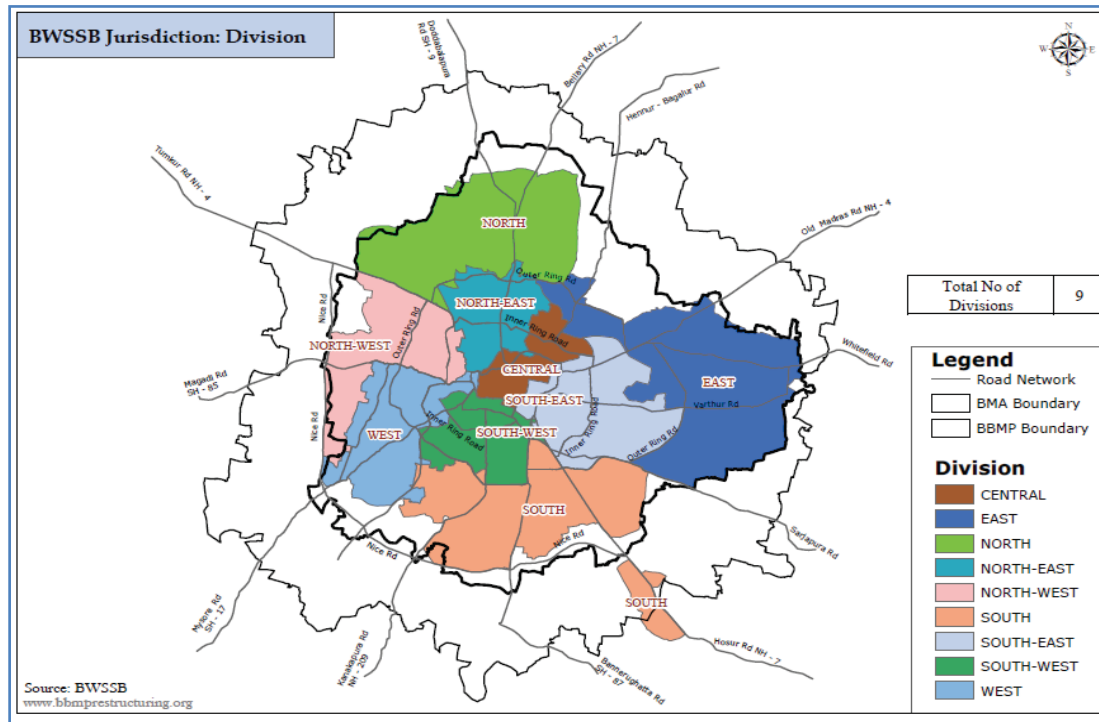 BWSSB Jurisdiction: Division
N
W E
S
Doddabalapura
Rd SH - 9
Bellary Rd NH - 7
Hennur - Bagalur Rd
Tumkur Rd NH - 4
Old Madras Rd NH - 4
NORTH
Outer Ring Rd
Total No of
Divisions
9
NORTH-EAST
Nice Rd
Outer Ring Rd
Inner Ring Road
NORTH-WEST
Whitefield Rd
Magadi Rd
SH - 85
CENTRAL
EAST
SOUTH-EAST
Varthur Rd
Nice Rd
WEST
Inner Ring Road
SOUTH-WEST
Inner Ring Road
Outer Ring Rd
SOUTH
Nice Rd
Nice Rd
Sarjapura Rd
SOUTH
Mysore Rd
SH - 17
Kanakapura Rd
NH - 209
Bannerughatta Rd
SH - 87
Hosur Rd NH - 7
Legend
Road Network
BMA Boundary
BBMP Boundary
Division
CENTRAL
EAST
NORTH
NORTH-EAST
NORTH-WEST
SOUTH
SOUTH-EAST
SOUTH-WEST
WEST
Source: BWSSB
www.bbmprestructuring.org